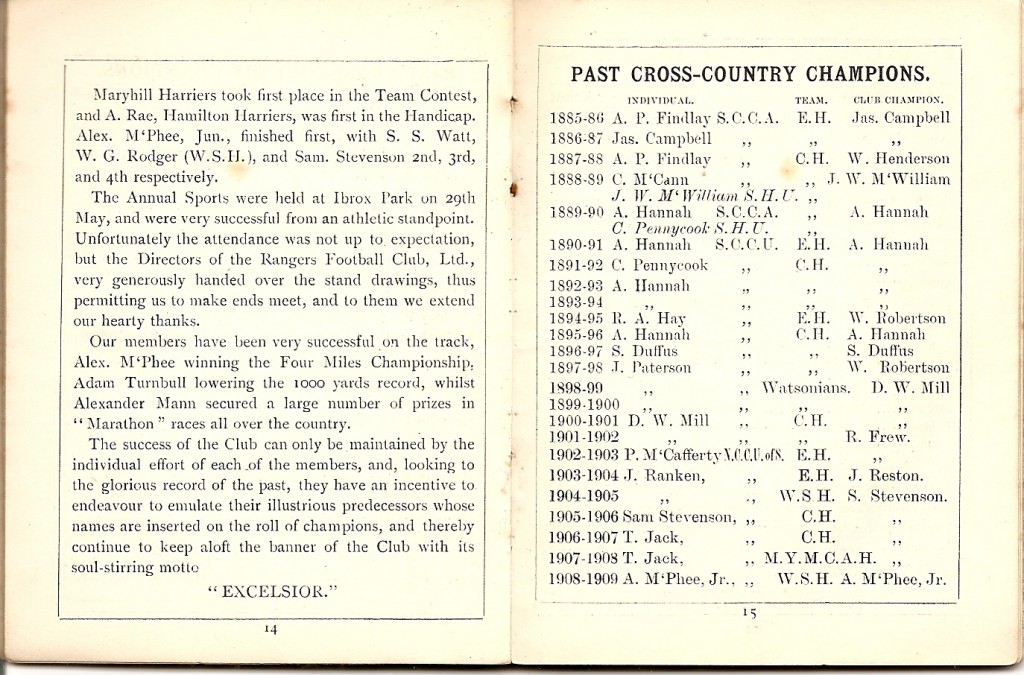 Maryhill Harriers took first place in the Team Contest,
and A. Rae, Hamilton Harriers, was first in the Handicap.
Alex. M‘Phee, Jun., finished first, with S. S. Watt,
W. G. Rodger (W.S.H.), and Sam. Stevenson 2nd, 3rd,
and 4th respectively.
The Annual Sports were held at Ibrox Park on 29th
May, and were very successful from an athletic standpoint.
Unfortunately the attendance was not up to expectation,
but the Directors of the Rangers Football Club, Ltd.,
very generously handed over the stand drawings, thus
permitting us to make ends meet, and to them we extend
our hearty thanks.
Our members have been very successful on the track,
Alex. M‘Phee winning the Four Miles Championship,
Adam Turnbull lowering the 1000 yards record, whilst
Alexander Mann secured a large number of prizes in
“Marathon” races all over the country.
The success of the Club can only be maintained by the
individual effort of each of the members, and, looking to
the glorious record of the past, they have an incentive to
endeavour to emulate their illustrious predecessors whose
names are inserted on the roll of champions, and thereby
continue to keep aloft the banner of the Club with its
soul-stirring motto
“EXCELSIOR.”
14
PAST CROSS-COUNTRY CHAMPIONS.
INDIVIDUAL. TEAM. CLUB CHAMPION.
1885-86 A. P. Findlay S.C.C.A. E.H. Jas. Campbell
1886-87 Jas. Campbell ,, ,, ,,
1887-88 A. P. Findlay ,, C.H. W. Henderson
1888-89 C. M‘Cann ,, ,, J. W. M‘William
J. W. M‘William S.H.U. ,,
1889-90 A. Hannah S.C.C.A. ,, A. Hannah
C. Pennycook S.H.U. ,,
1890-91 A. Hannah S.C.C.U. E.H. A. Hannah
1891-92 C. Pennycook ,, C.H. ,,
1892-93 A. Hannah ,, ,, ,,
1893-94 ,, ,, ,, ,,
1894-95 R. A. Hay ,, E.H. W. Robertson
1895-96 A. Hannah ,, C.H. A. Hannah
1896-97 S. Duffus ,, ,, S. Duffus
1897-98 J. Paterson ,, ,, W. Robertson
1898-99 ,, ,, Watsonians. D. W. Mill
1899-1900 ,, ,, ,, ,,
1900-1901 D. W. Mill ,, C.H. ,,
1901-1902 ,, ,, ,, R. Frew.
1902-1903 P. M‘Cafferty N.C.C.U. of S. E.H. ,,
1903-1904 J. Ranken, ,, E.H. J. Reston.
1904-1905 ,, ,, W.S.H. S. Stevenson.
1905-1906 Sam Stevenson, ,, C.H. ,,
1906-1907 T. Jack, ,, C.H. ,,
1907-1908 T. Jack, ,, M.Y.M.C.A.H. ,,
1908-1909 A. M‘Phee, Jr., ,, W.S.H A. M‘Phee, Jr.
15